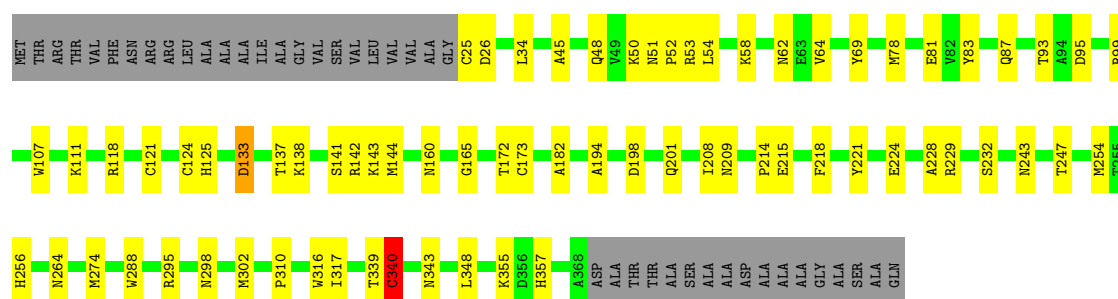 MET THR ARG THR VAL PHE ASN ARG ARG LEU ALA ALA ALA ILE ALA GLY VAL SER VAL LEU VAL VAL ALA GLY C25 D26 L34 A45 Q48 V49 K50 N51 P52 R53 L54 K58 N62 E63 V64 Y69 M78 E81 V82 Y83 Q87 T93 A94 D95 R99
W107 K111 R118 C121 C124 H125 D133 T137 K138 S141 R142 K143 M144 N160 G165 T172 C173 A182 A194 D198 Q201 I208 N209 P214 E215 F218 Y221 E224 A228 R229 S232 N243 T247 M254 T255
H256 N264 M274 W288 R295 N298 M302 P310 W316 I317 T339 C340 N343 L348 K355 D356 H357 A368 ASP ALA THR THR ALA SER ALA ALA ASP ALA ALA ALA GLY ALA SER ALA GLN